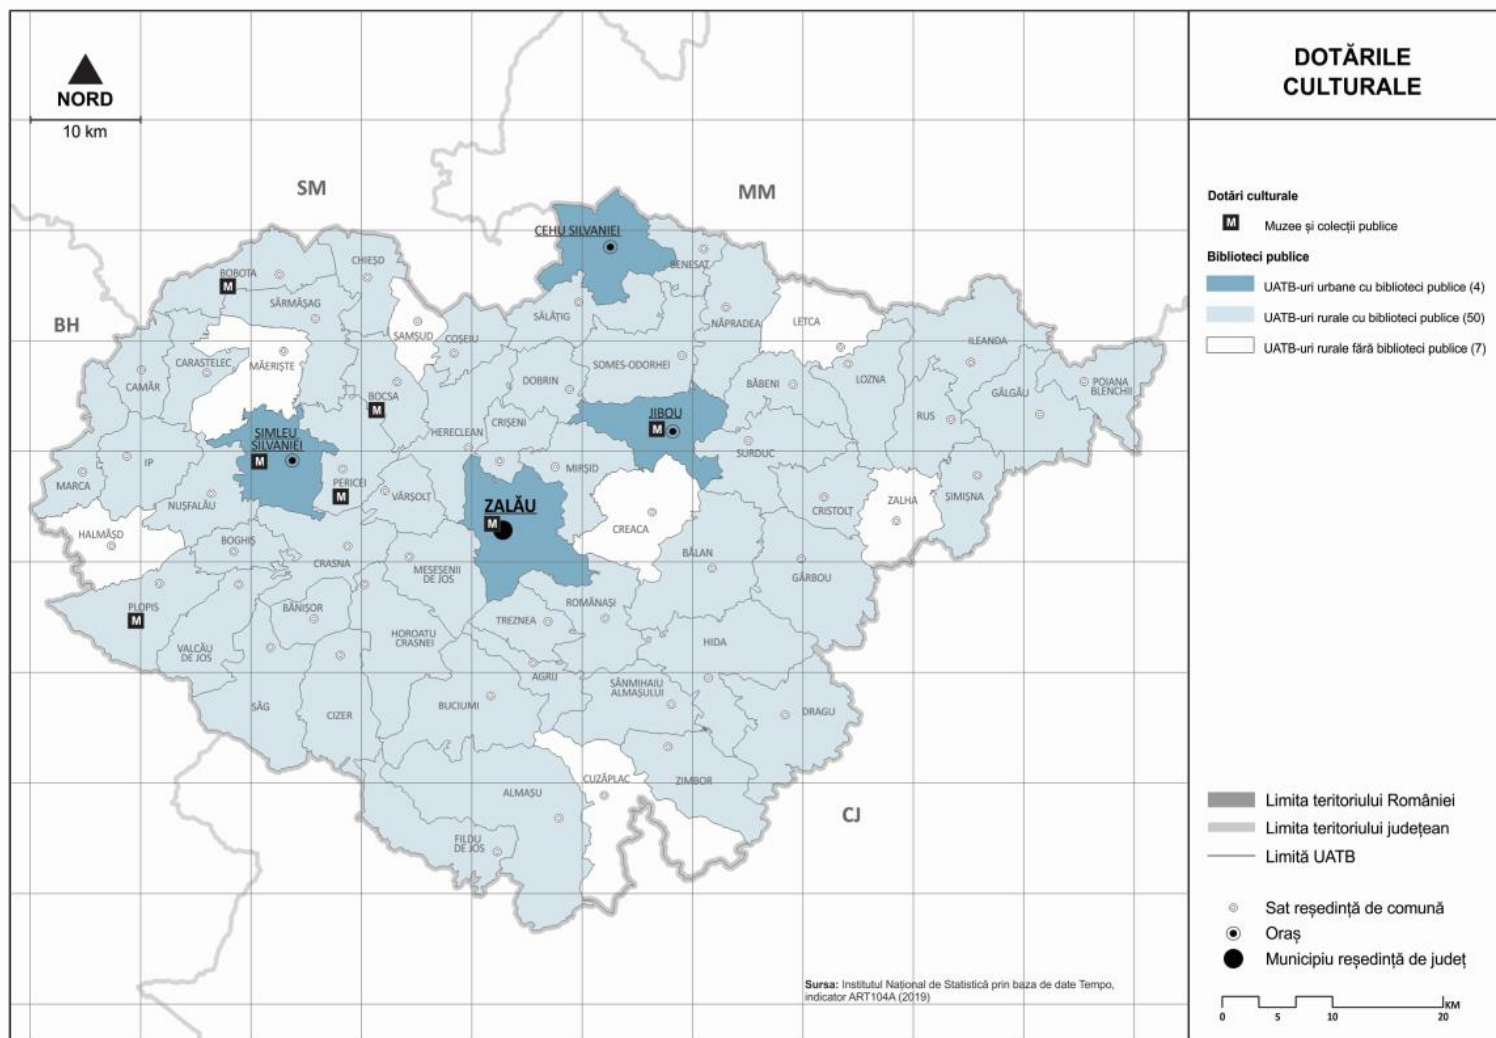 NORD
10 km
SM
MM
BH
CJ
CEHU SILVANIEI
BENESAT
BOBOTA
M
CHIEȘD
SĂRMĂȘAG
SĂLĂȚIG
NĂPRADEA
LETCA
ILEANDA
SAMȘUD
COȘEIU
CAMĂR
CARASTELEC
MĂERIȘTE
SOMEȘ-ODORHEI
LOZNA
POIANA
BLENCHII
DOBRIN
BĂBENI
GÂLGĂU
BOCȘA
M
JIBOU
M
RUS
CRIȘENI
HERECLEAN
SIMLEU
SILVANIEI
M
SURDUC
IP
MIRȘID
MARCA
PERICEI
M
VÂRȘOLȚ
NUȘFALĂU
ZALĂU
M
CREACA
CRISTOLȚ
ZALHA
ȘIMIȘNA
HALMĂȘD
BOGHIȘ
CRASNA
MESEȘENII
DE JOS
BĂLAN
GÂRBOU
PLOPIȘ
M
BĂNIȘOR
ROMÂNAȘI
TREZNEA
VALCĂU
DE JOS
HOROATU
CRASNEI
HIDA
AGRIJ
SÂNMIHAIU
ALMAȘULUI
SÂG
CIZER
BUCIUMI
DRAGU
CUZĂPLAC
ZIMBOR
ALMAȘU
FILDU
DE JOS
Sursa: Institutul Național de Statistică prin baza de date Tempo,
indicator ART104A (2019)
DOTĂRILE
CULTURALE
Dotări culturale
M Muzee și colecții publice
Biblioteci publice
UATB-uri urbane cu biblioteci publice (4)
UATB-uri rurale cu biblioteci publice (50)
UATB-uri rurale fără biblioteci publice (7)
Limita teritoriului României
Limita teritoriului județean
Limită UATB
Sat reședință de comună
Oraș
Municipiu reședință de județ
KM
0 5 10 20